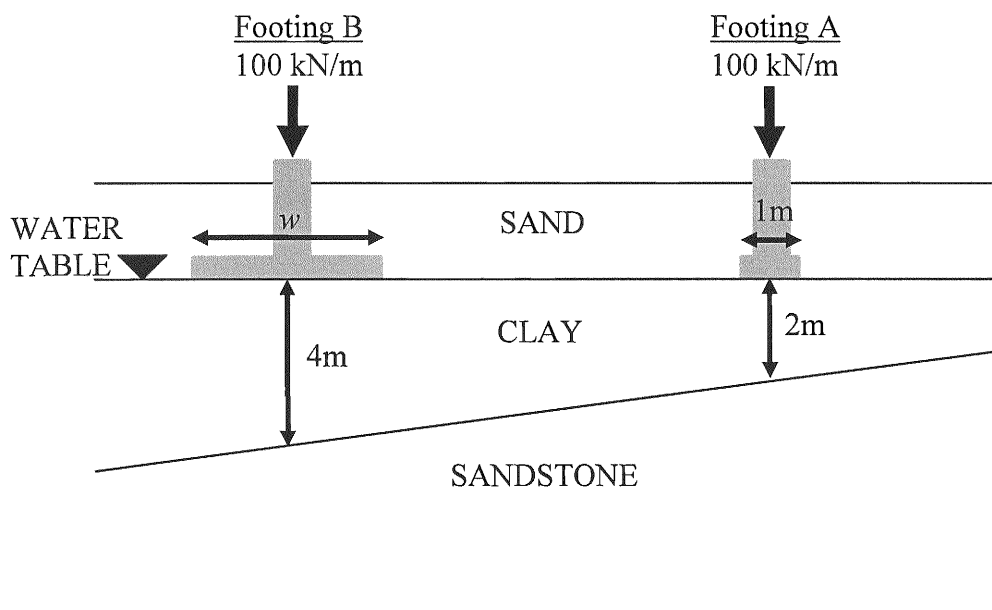 Footing B
100 kN/m
Footing A
100 kN/m
WATER
TABLE
w
SAND
1m
CLAY
4m
2m
SANDSTONE